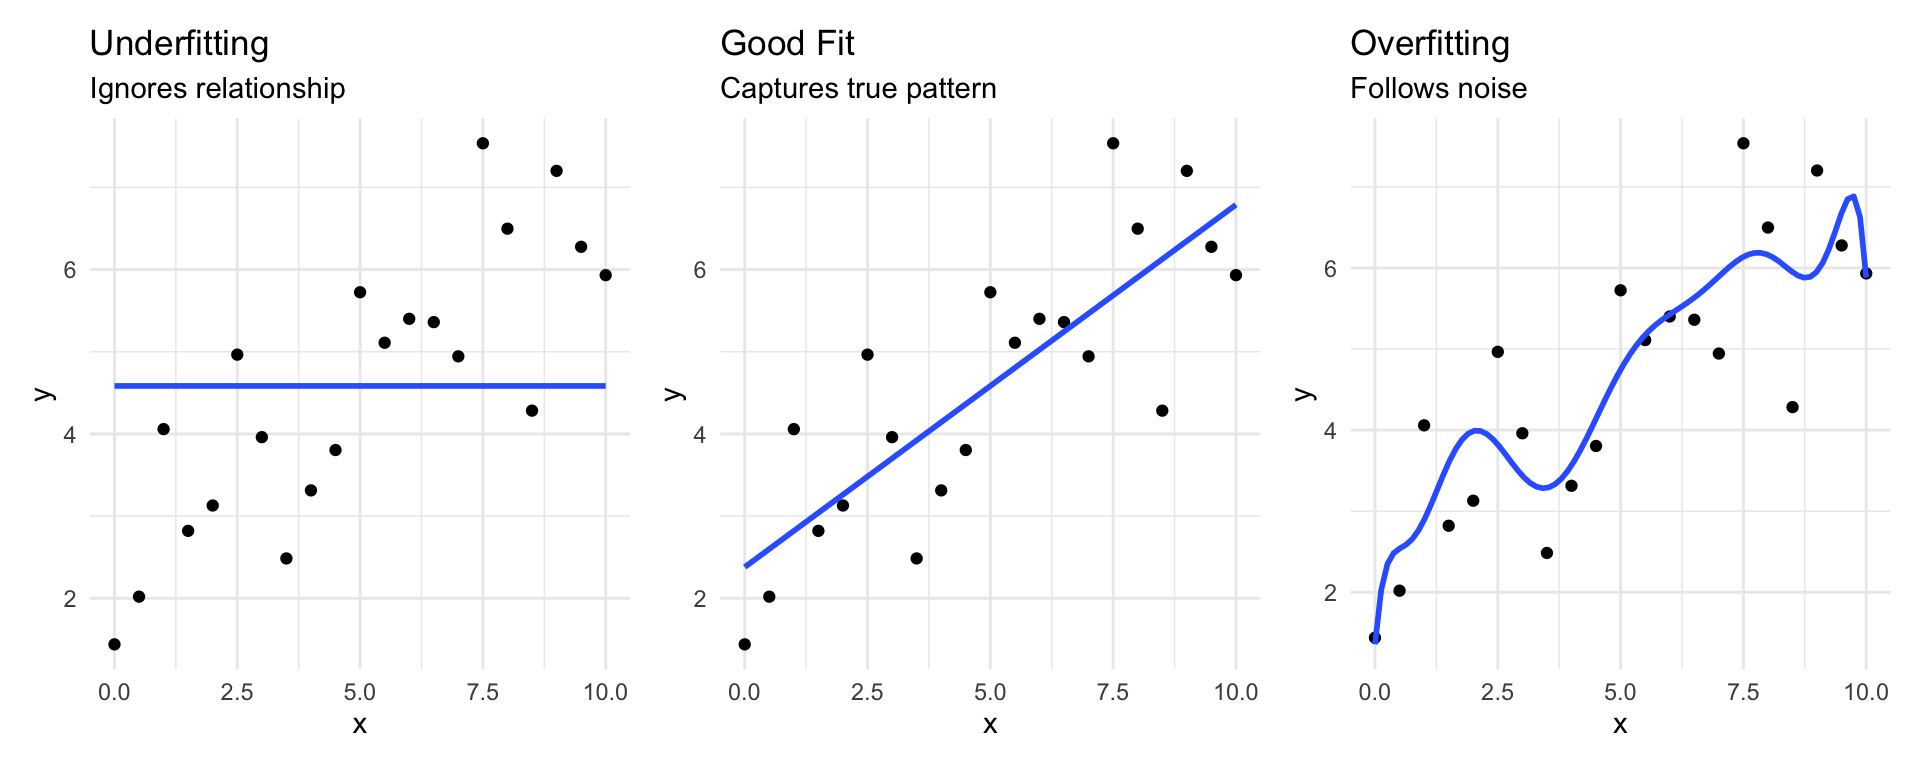 Underfitting
Ignores relationship
6
4
2
y
0.0 2.5 5.0 7.5 10.0
x
Good Fit
Captures true pattern
6
4
2
y
0.0 2.5 5.0 7.5 10.0
x
Overfitting
Follows noise
6
4
2
y
0.0 2.5 5.0 7.5 10.0
x